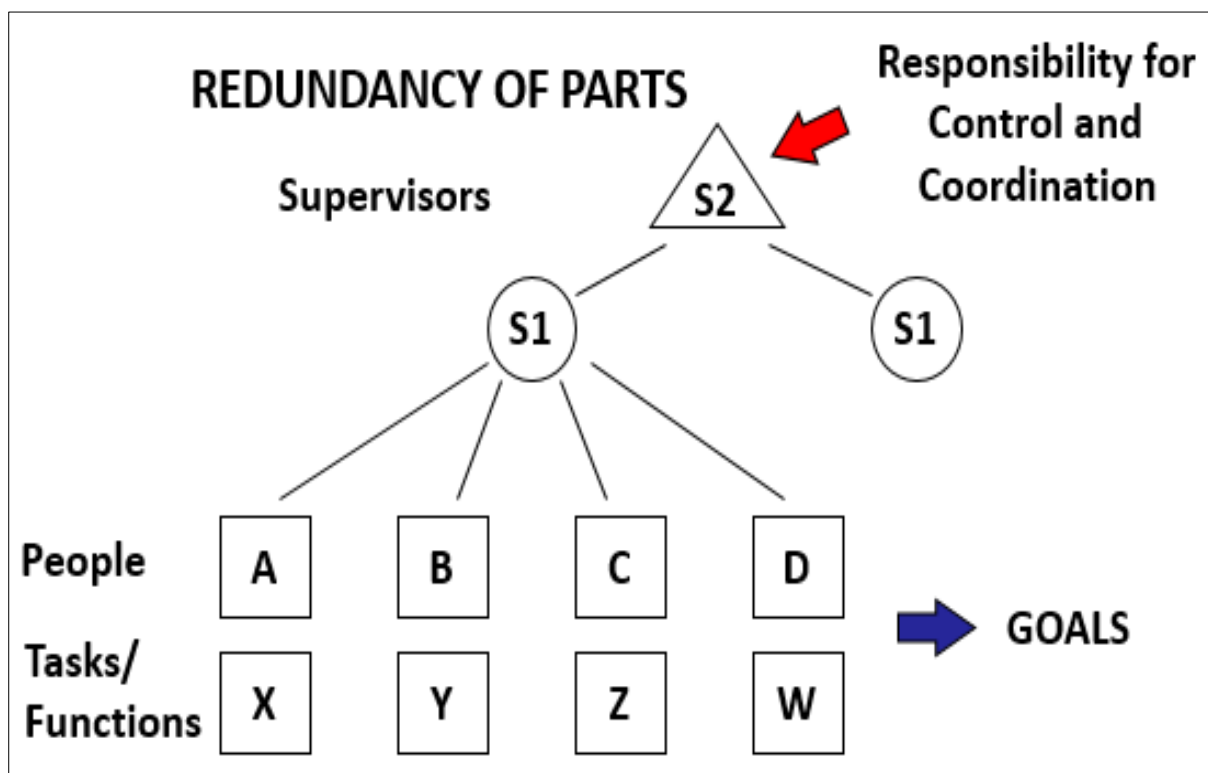 REDUNDANCY OF PARTS
Responsibility for
Control and
Coordination
Supervisors
S2
S1
S1
People
A
B
C
D
GOALS
Tasks/
Functions
X
Y
Z
W